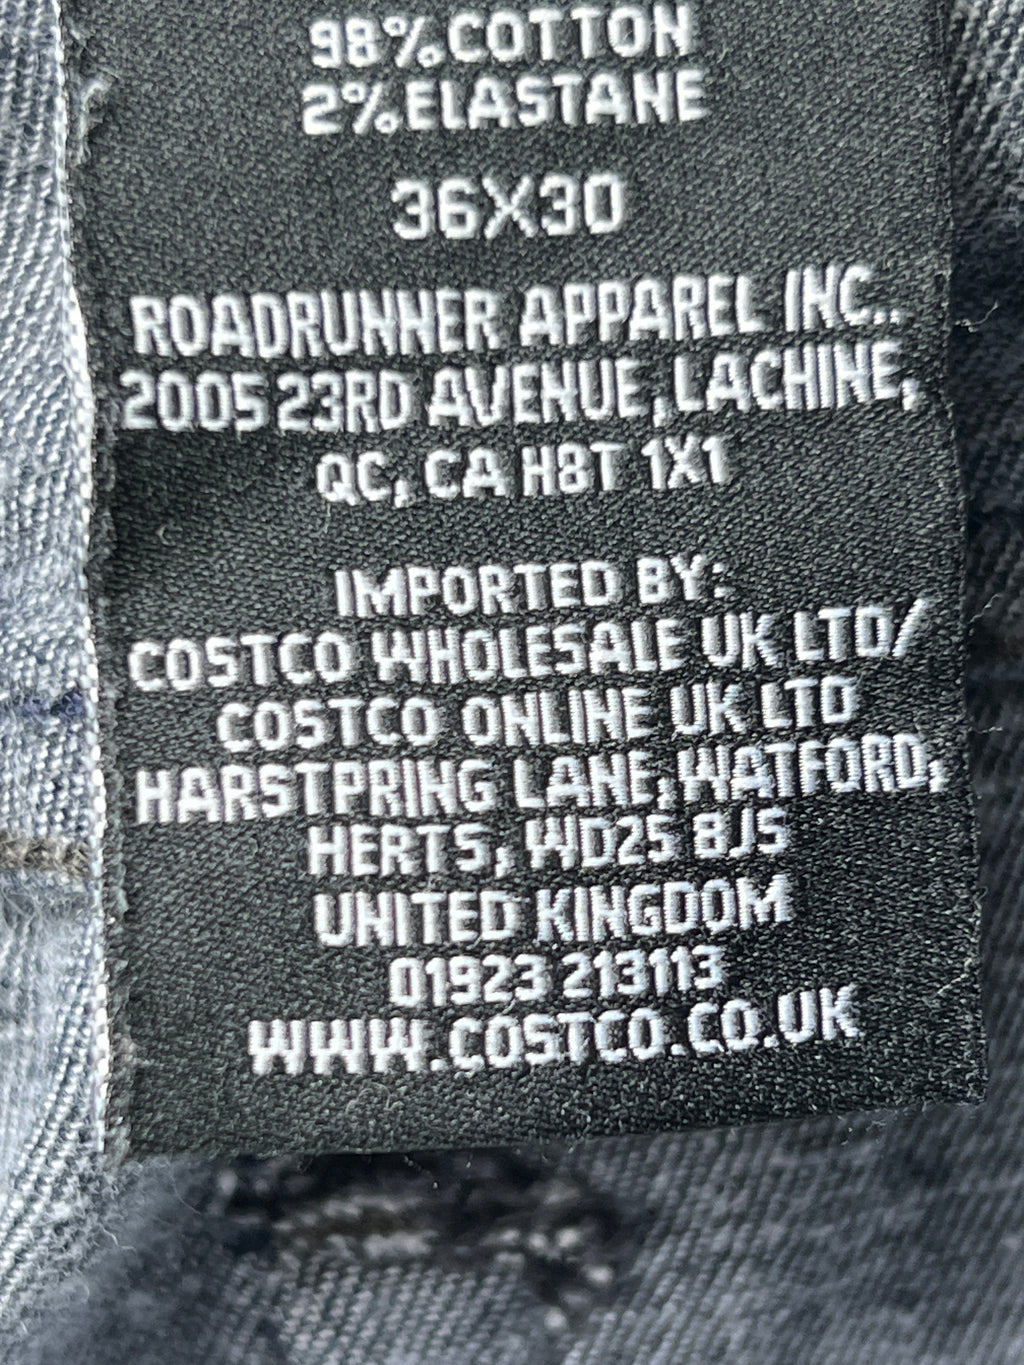 98%COTTON
2%ELASTANE
36X30
ROADRUNNER APPAREL INC..
2005 23RD AVENUE,LACHINE,
QC, CA H8T 1X1
IMPORTED BY:
COSTCO WHOLESALE UK LTD/
COSTCO ONLINE UK LTD
HARSTPRING LANE,WATFORD,
HERTS, WD25 8JS
UNITED KINGDOM
01923 213113
WWW.COSTCO.CO.UK